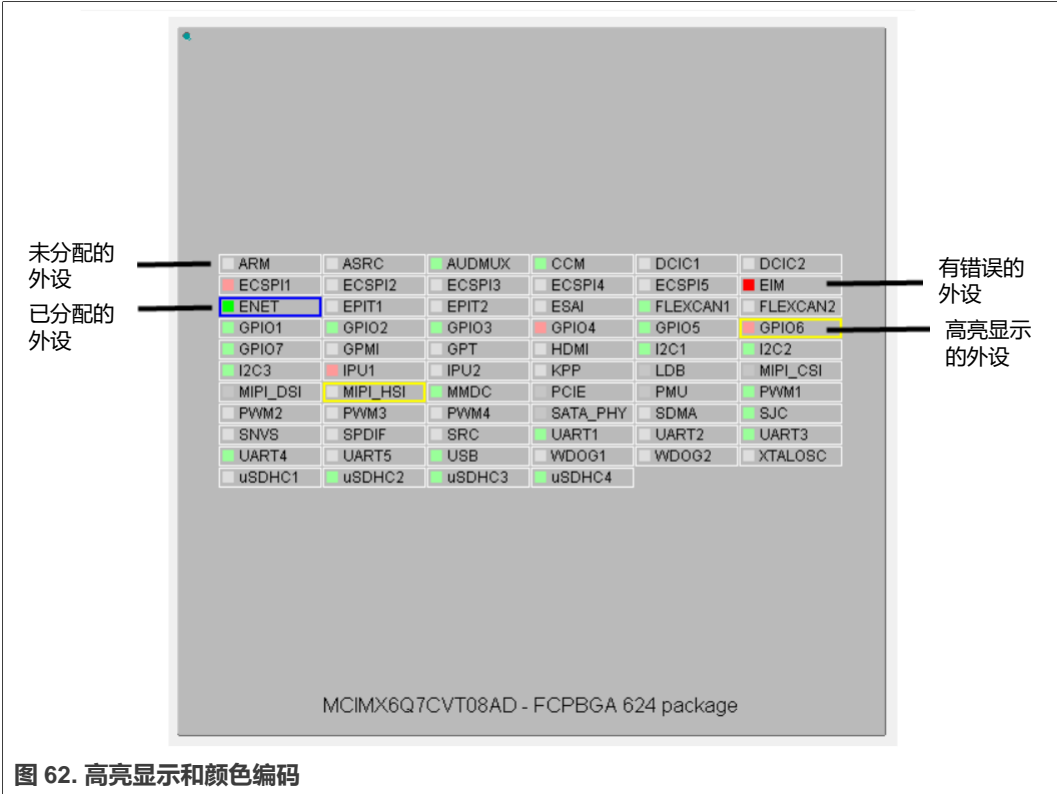 未分配的
外设
已分配的
外设
ARM ASRC AUDMUX CCM DCIC1 DCIC2
ECSPI1 ECSPI2 ECSPI3 ECSPI4 ECSPI5 EIM
ENET EPIT1 EPIT2 ESAI FLEXCAN1 FLEXCAN2
GPIO1 GPIO2 GPIO3 GPIO4 GPIO5 GPIO6
GPIO7 GPMI GPT HDMI I2C1 I2C2
I2C3 IPU1 IPU2 KPP LDB MIPI_CSI
MIPI_DSI MIPI_HSI MMDC PCIE PMU PWM1
PWM2 PWM3 PWM4 SATA_PHY SDMA SJC
SNVS SPDIF SRC UART1 UART2 UART3
UART4 UART5 USB WDOG1 WDOG2 XTALOSC
uSDHC1 uSDHC2 uSDHC3 uSDHC4
有错误的
外设
高亮显示
的外设
MCIMX6Q7CVT08AD - FCPBGA 624 package
图 62. 高亮显示和颜色编码